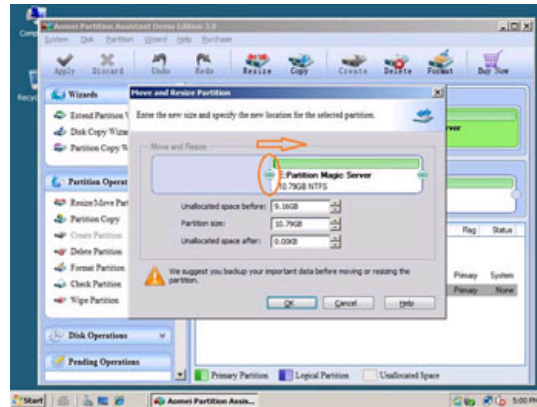 Comp
Recyc
Aomei Partition Assistant Demo Edition 3.0
System Disk Partition Wizard Help Purchase
Apply Discard Undo Redo Resize Copy Create Delete Format Buy Now
Wizards
Extend Partition
Disk Copy Wiza
Partition Copy W
Partition Operat
Resize/Move Part
Partition Copy
Create Partition
Delete Partition
Format Partition
Check Partition
Wipe Partition
Disk Operations
Pending Operations
Move and Resize Partition
Enter the new size and specify the new location for the selected partition.
Move and Resize
E:Partition Magic Server
10.79GB NTFS
Unallocated space before: 9.16GB
Partition size: 10.79GB
Unallocated space after: 0.00KB
We suggest you backup your important data before moving or resizing the
partition.
OK Cancel Help
rver
Flag Status
Primary System
Primary None
Primary Partition Logical Partition Unallocated Space
Start Aomei Partition Assis... 5:00 PM